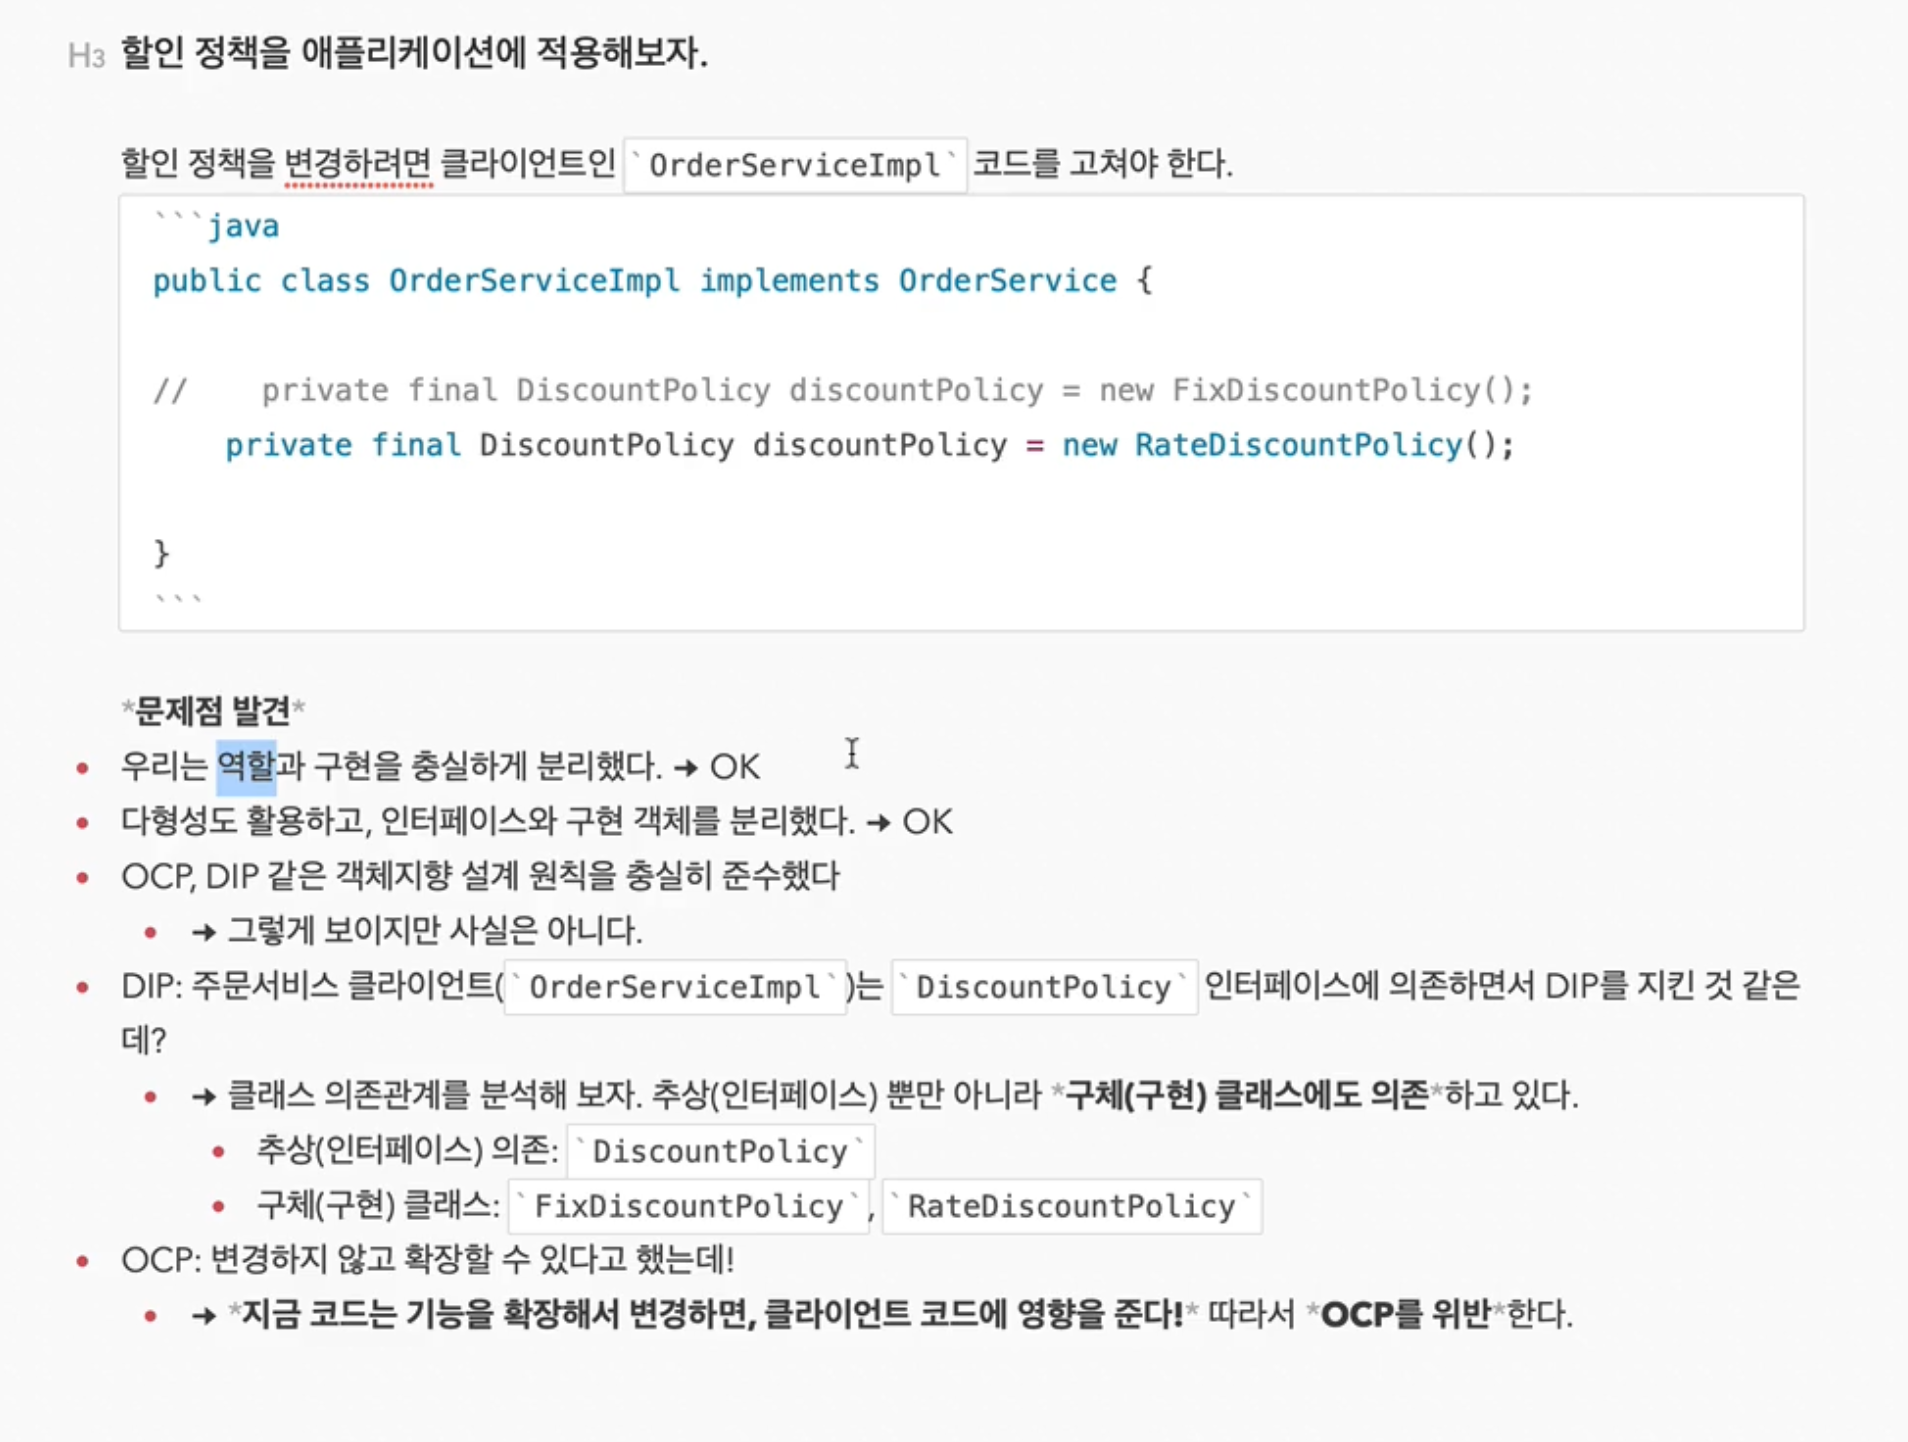 H3 할인 정책을 애플리케이션에 적용해보자.
할인 정책을 변경하려면 클라이언트인 `OrderServiceImpl` 코드를 고쳐야 한다.
```java
public class OrderServiceImpl implements OrderService {
//    private final DiscountPolicy discountPolicy = new FixDiscountPolicy();
    private final DiscountPolicy discountPolicy = new RateDiscountPolicy();
}
```
*문제점 발견*
• 우리는 역할과 구현을 충실하게 분리했다. → OK
• 다형성도 활용하고, 인터페이스와 구현 객체를 분리했다. → OK
• OCP, DIP 같은 객체지향 설계 원칙을 충실히 준수했다
• → 그렇게 보이지만 사실은 아니다.
• DIP: 주문서비스 클라이언트(`OrderServiceImpl`)는 `DiscountPolicy` 인터페이스에 의존하면서 DIP를 지킨 것 같은
데?
• → 클래스 의존관계를 분석해 보자. 추상(인터페이스) 뿐만 아니라 *구체(구현) 클래스에도 의존*하고 있다.
• 추상(인터페이스) 의존: `DiscountPolicy`
• 구체(구현) 클래스: `FixDiscountPolicy`, `RateDiscountPolicy`
• OCP: 변경하지 않고 확장할 수 있다고 했는데!
• → *지금 코드는 기능을 확장해서 변경하면, 클라이언트 코드에 영향을 준다!* 따라서 *OCP를 위반*한다.